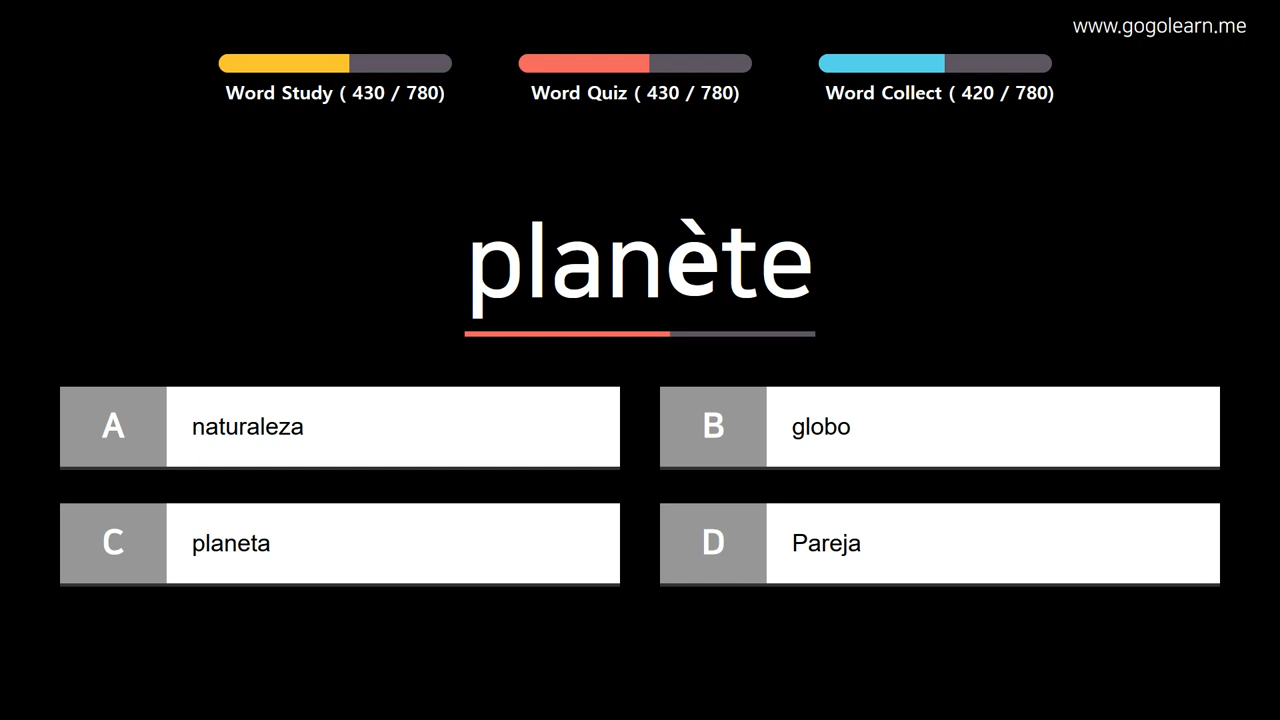 www.gogolearn.me
Word Study ( 430 / 780)
Word Quiz ( 430 / 780)
Word Collect ( 420 / 780)
planète
A naturaleza
B globo
C planeta
D Pareja